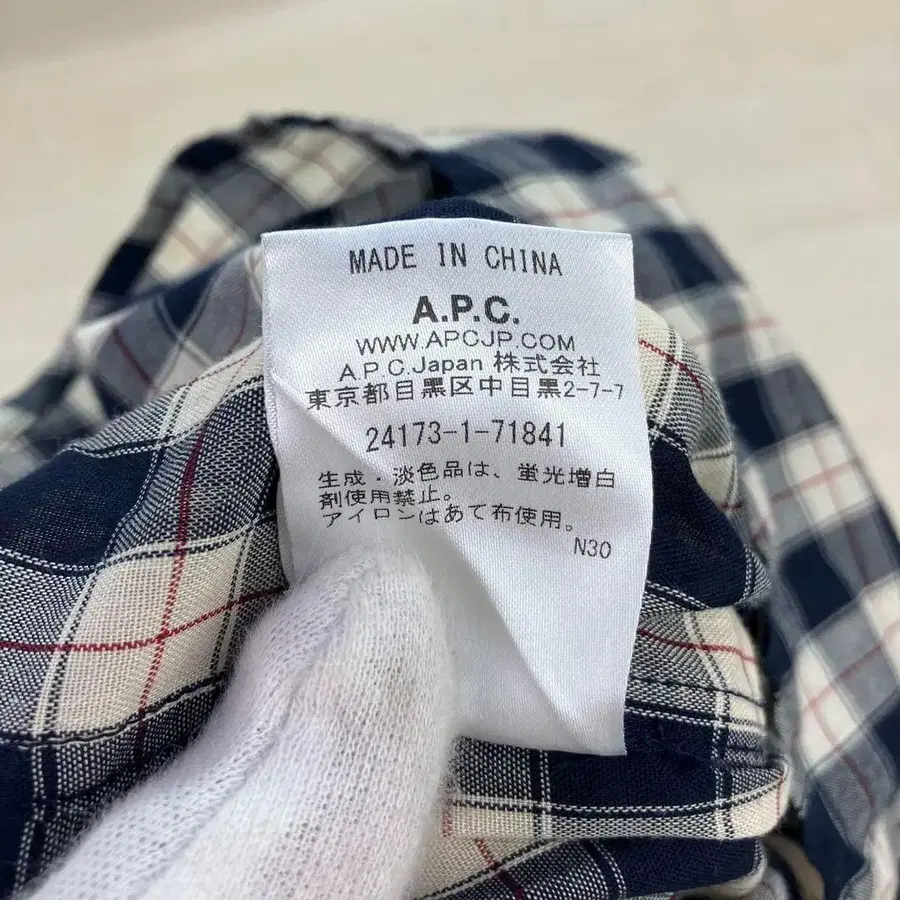 MADE IN CHINA
A.P.C.
WWW.APCJP.COM
A.P.C.Japan 株式会社
東京都目黒区中目黒2-7-7
24173-1-71841
生成．淡色品は、蛍光増白
剤使用禁止。
アイロンはあて布使用。
N30